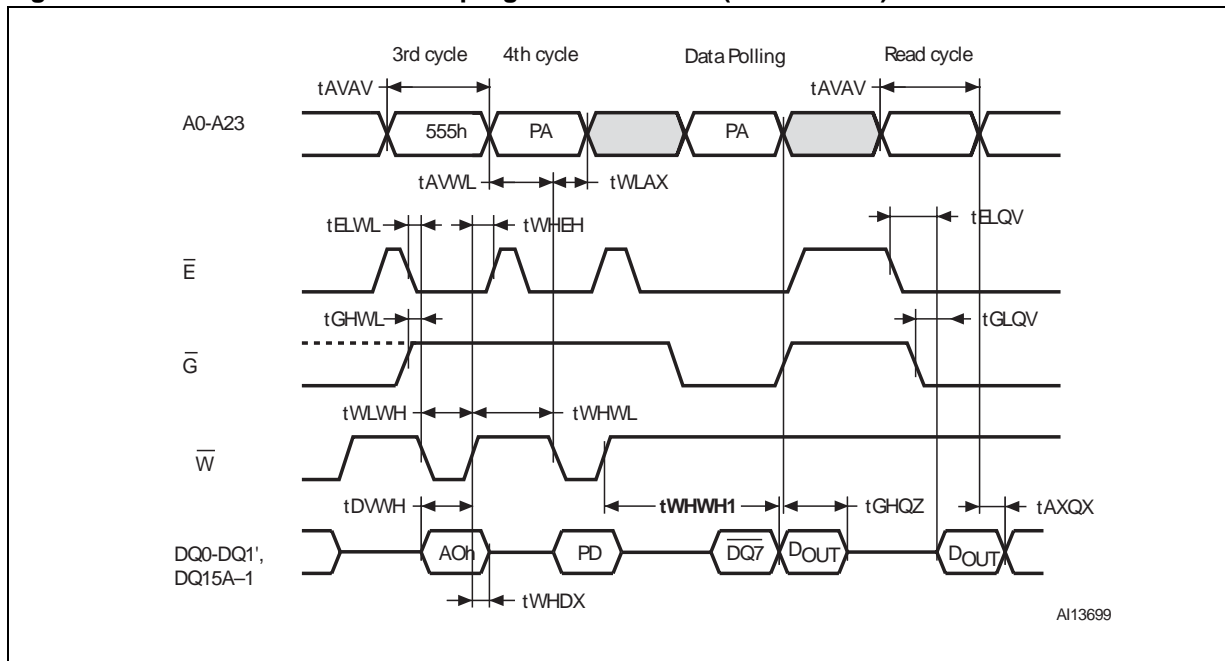 3rd cycle 4th cycle Data Polling Read cycle
tAVAV tAVAV
A0-A23 555h PA PA
tAVWL tWLAX
tELWL tWHEH tELQV
E
tGHWL tGLQV
G
tWLWH tWHWL
W
tDVWH tWHWH1 tGHQZ tAXQX
DQ0-DQ1', AOh PD DQ7 DOUT DOUT
DQ15A–1
tWHDX
AI13699